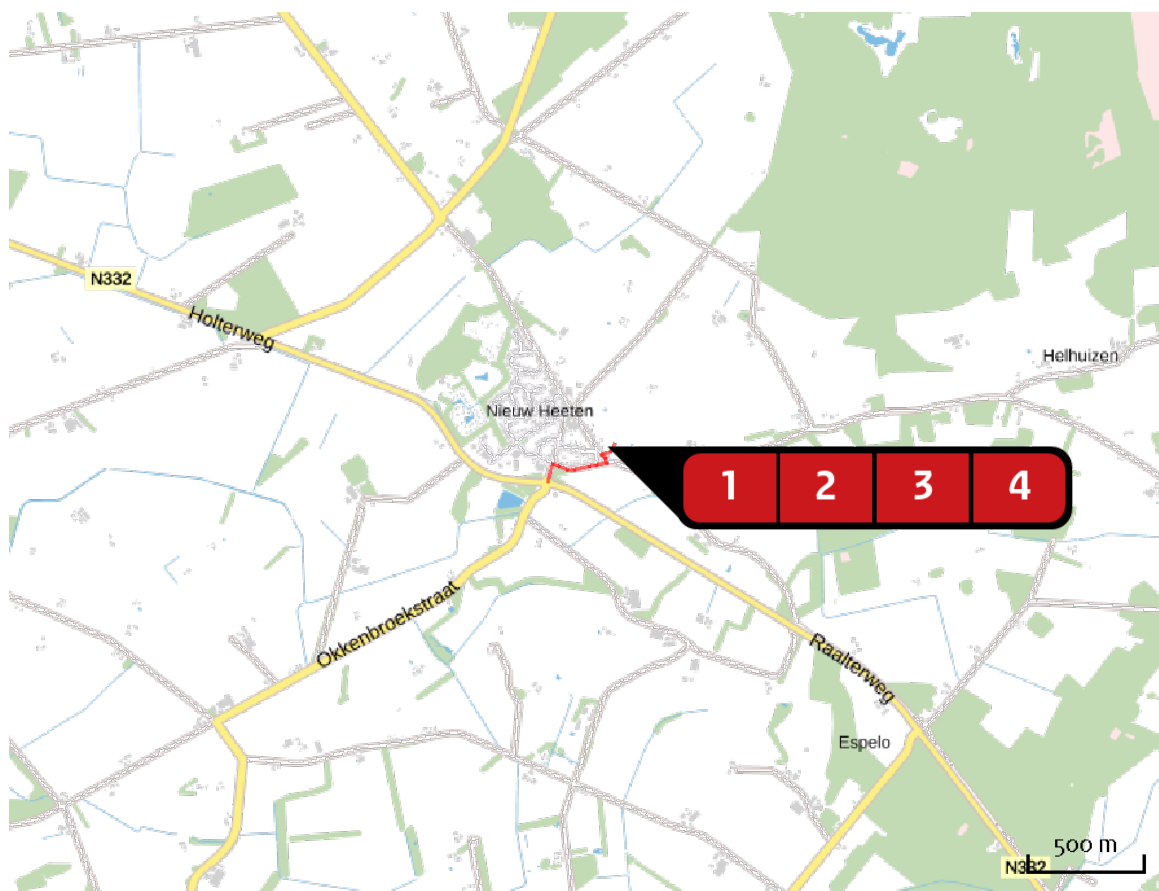 N332
Holterweg
Helhuizen
Nieuw Heeten
1 2 3 4
Okkenbroekstraat
Raalterweg
Espelo
500 m
N332